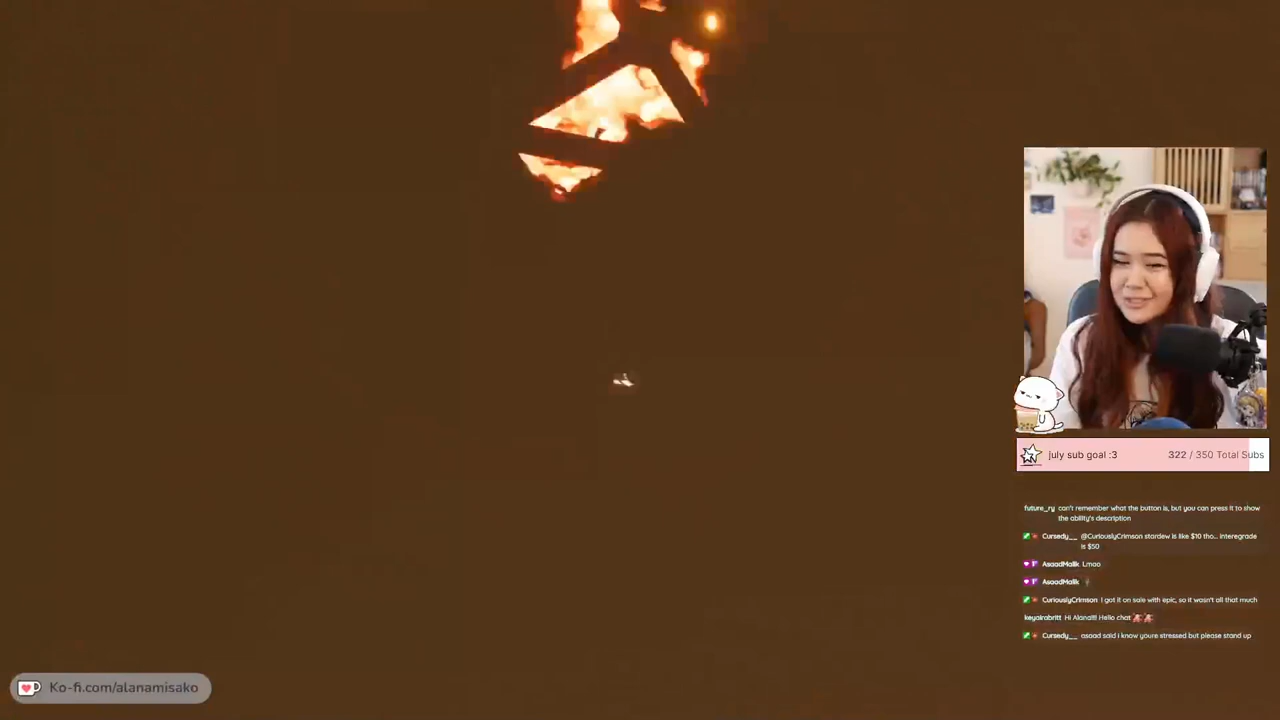 july sub goal :3
322 / 350 Total Subs
future_ry can't remember what the button is, but you can press it to show
the ability's description
Cursedy__ @CuriouslyCrimson stardew is like $10 tho... interegrade
is $50
AsaadMalik Lmao
AsaadMalik
CuriouslyCrimson I got it on sale with epic, so it wasn't all that much
keyairabritt Hi Alana!!! Hello chat
Cursedy__ asaad said i know youre stressed but please stand up
Ko-fi.com/alanamisako